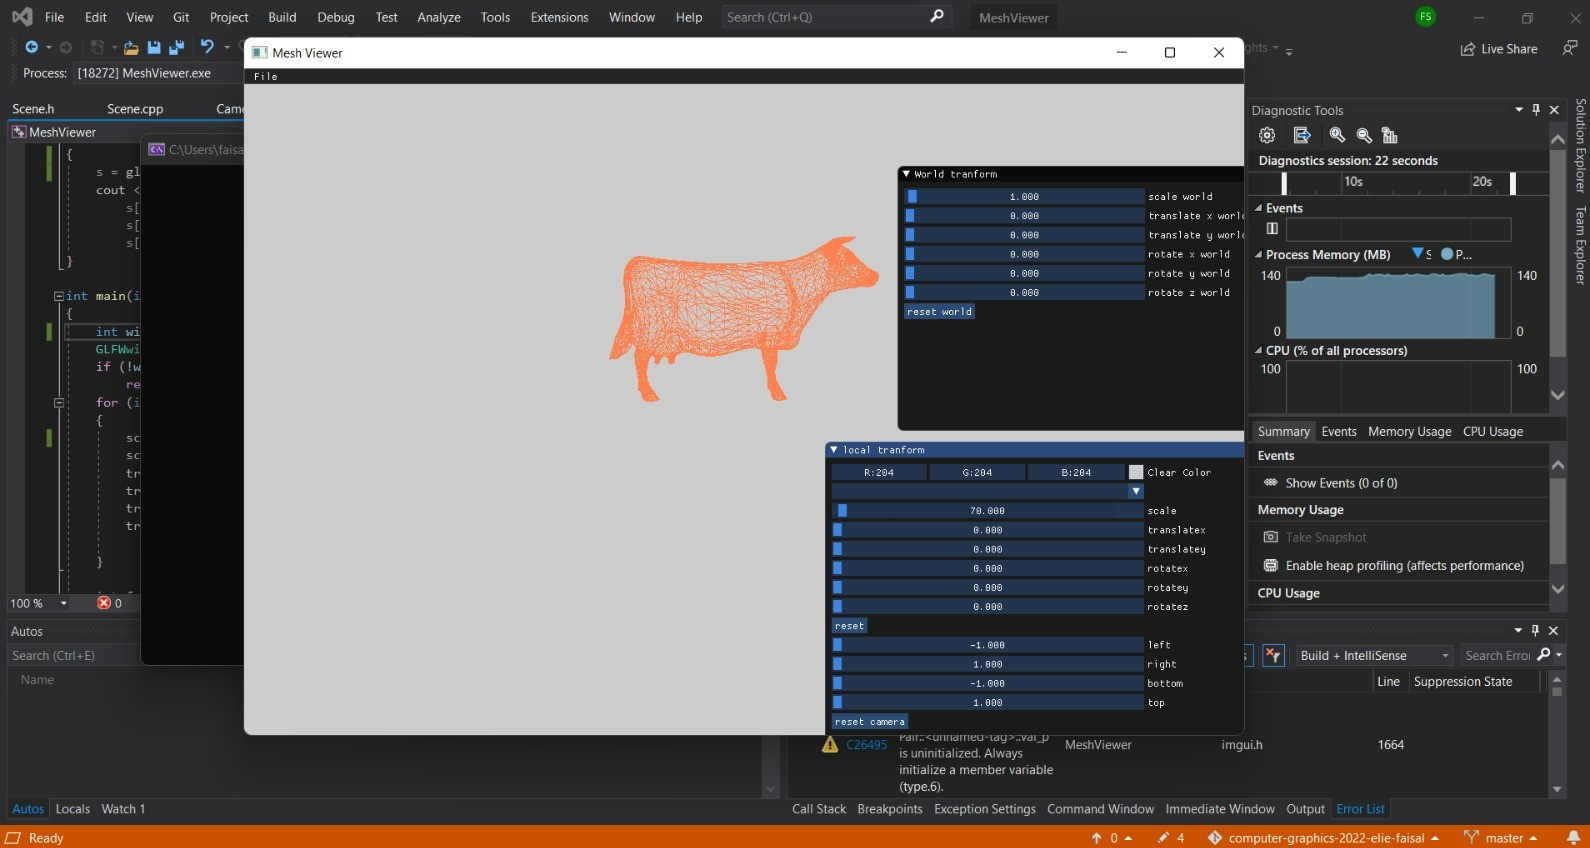 File Edit View Git Project Build Debug Test Analyze Tools Extensions Window Help Search (Ctrl+Q) MeshViewer FS
Live Share
Process: [18272] MeshViewer.exe
Mesh Viewer
File
Scene.h Scene.cpp Cam
MeshViewer
C:\Users\faisa
{
s = gl
cout <
s[
s[
s[
}
int main(i
{
int wi
GLFWwi
if (!w
re
for (i
{
sc
sc
tr
tr
tr
tr
}
100 % 0
Autos
Search (Ctrl+E)
Name
Autos Locals Watch 1
World tranform
1.000 scale world
0.000 translate x worl
0.000 translate y worl
0.000 rotate x world
0.000 rotate y world
0.000 rotate z world
reset world
local tranform
R:204 G:204 B:204 Clear Color
70.000 scale
0.000 translatex
0.000 translatey
0.000 rotatex
0.000 rotatey
0.000 rotatez
reset
-1.000 left
1.000 right
-1.000 bottom
1.000 top
reset camera
Diagnostic Tools
Diagnostics session: 22 seconds
10s 20s
Events
Process Memory (MB) S P...
140 140
0 0
CPU (% of all processors)
100 100
Summary Events Memory Usage CPU Usage
Events
Show Events (0 of 0)
Memory Usage
Take Snapshot
Enable heap profiling (affects performance)
CPU Usage
Solution Explorer
Team Explorer
Build + IntelliSense Search Erro
Line Suppression State
C26495 Pair::<unnamed-tag>::val_p MeshViewer imgui.h 1664
is uninitialized. Always
initialize a member variable
(type.6).
Call Stack Breakpoints Exception Settings Command Window Immediate Window Output Error List
Ready 0 4 computer-graphics-2022-elie-faisal master